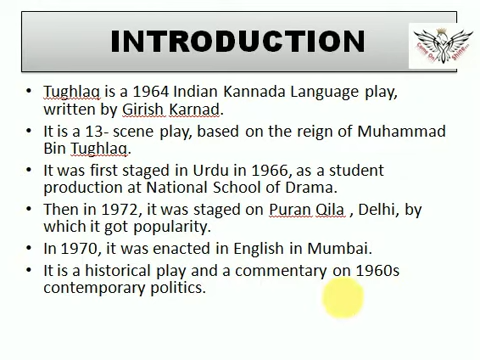 INTRODUCTION
• Tughlaq is a 1964 Indian Kannada Language play,
written by Girish Karnad.
• It is a 13- scene play, based on the reign of Muhammad
Bin Tughlaq.
• It was first staged in Urdu in 1966, as a student
production at National School of Drama.
• Then in 1972, it was staged on Puran Qila , Delhi, by
which it got popularity.
• In 1970, it was enacted in English in Mumbai.
• It is a historical play and a commentary on 1960s
contemporary politics.